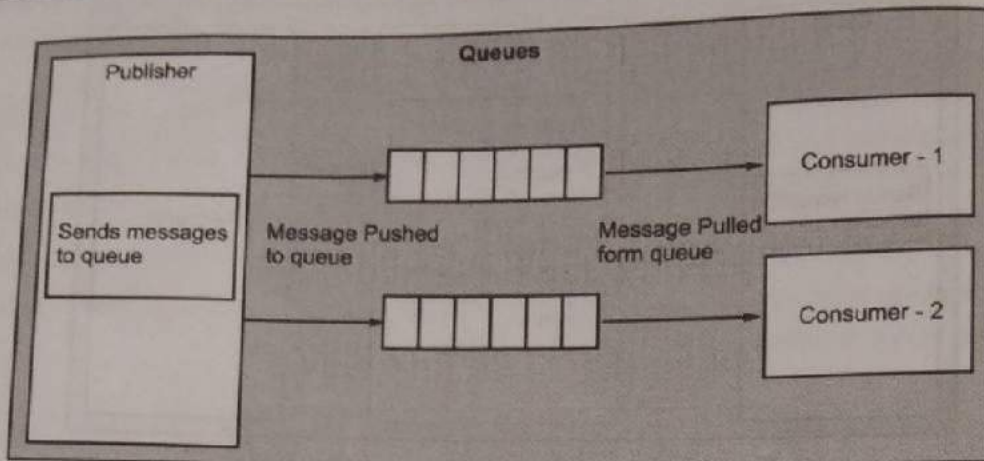 Queues
Publisher
Sends messages
to queue
Message Pushed
to queue
Message Pulled
form queue
Consumer - 1
Consumer - 2